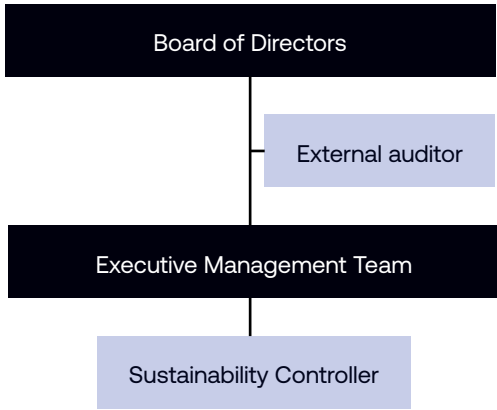 Board of Directors
External auditor
Executive Management Team
Sustainability Controller